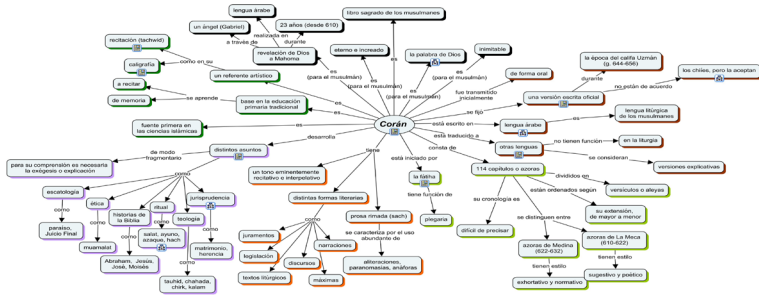 libro sagrado de los musulmanes
lengua árabe
un ángel (Gabriel)
23 años (desde 610)
realizada en
a través de
durante
revelación de Dios
a Mahoma
es
(para el musulmán)
eterno e increado
es
(para el musulmán)
es
la palabra de Dios
es
(para el musulmán)
inimitable
es
(para el musulmán)
recitación (tachwid)
caligrafía
como en su
un referente artístico
es
a recitar
de memoria
se aprende
base en la educación
primaria tradicional
es
fuente primera en
las ciencias islámicas
es
Corán
fue transmitido
inicialmente
de forma oral
se fijo
una versión escrita oficial
durante
la época del califa Uzmán
(g. 644-656)
no están de acuerdo
los chiíes, pero la aceptan
está escrito en
lengua árabe
es
lengua litúrgica
de los musulmanes
esta traducido a
otras lenguas
no tienen función
en la liturgia
se consideran
versiones explicativas
desarrolla
distintos asuntos
de modo
fragmentario
para su comprensión es necesaria
la exégesis o explicación
como
escatología
como
paraíso,
Juicio Final
ética
como
muamalat
historias de
la Biblia
como
Abraham, Jesús,
José, Moisés
ritual
como
salat, ayuno,
azaque, hach
teología
como
tauhid, chahada,
chirk, kalam
jurisprudencia
como
matrimonio,
herencia
tiene
un tono eminentemente
recitativo e interpelativo
distintas formas literarias
como
juramentos
legislación
textos litúrgicos
discursos
máximas
narraciones
prosa rimada (sach)
se caracteriza por el uso
abundante de
aliteraciones,
paranomasias, anáforas
está iniciado por
la fátiha
tiene función de
plegaria
consta de
114 capítulos o azoras
divididos en
versículos o aleyas
están ordenados según
su extensión,
de mayor a menor
su cronología es
difícil de precisar
se distinguen entre
azoras de Medina
(622-632)
tienen estilo
exhortativo y normativo
azoras de La Meca
(610-622)
tienen estilo
sugestivo y poético